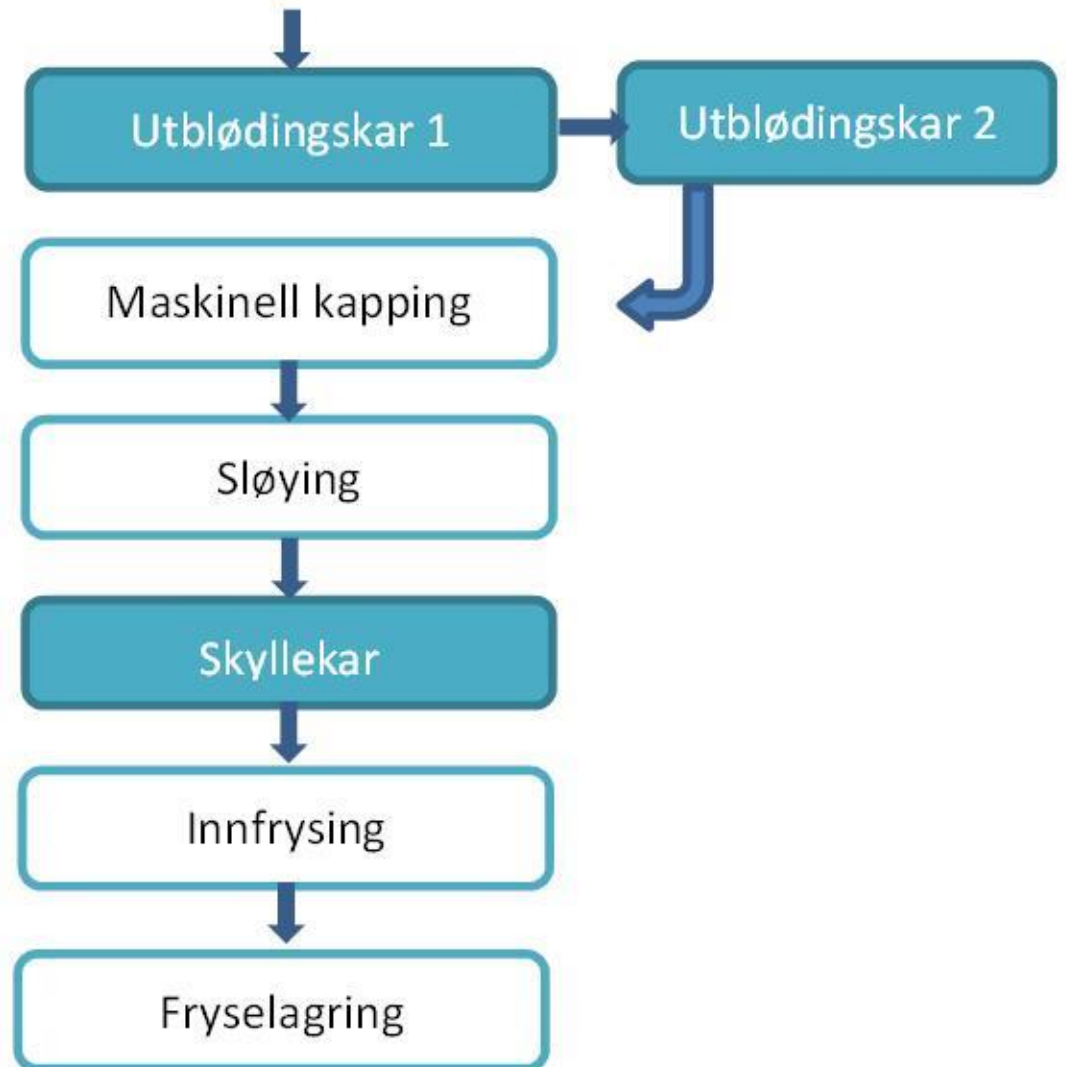 Utblødingskar 1
Utblødingskar 2
Maskinell kapping
Sløying
Skyllekar
Innfrysing
Fryselagring